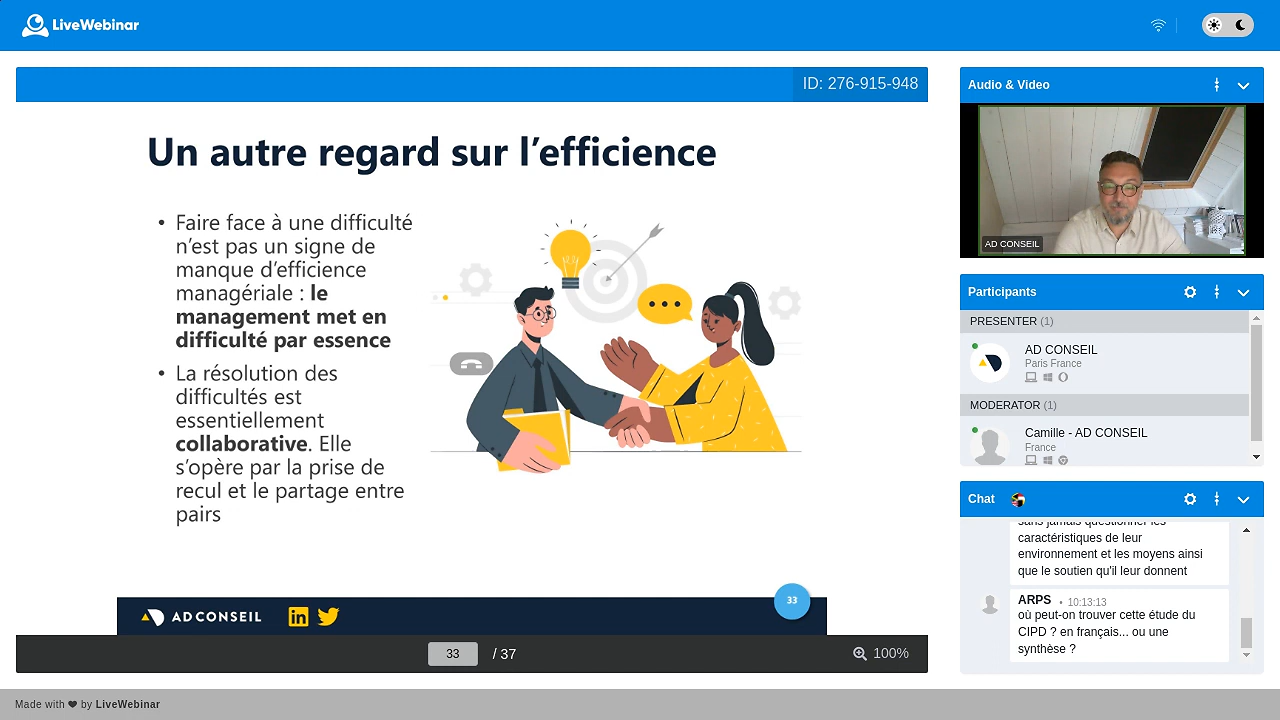 LiveWebinar
ID: 276-915-948
Un autre regard sur l’efficience
• Faire face à une difficulté
n’est pas un signe de
manque d’efficience
managériale : le
management met en
difficulté par essence
• La résolution des
difficultés est
essentiellement
collaborative. Elle
s’opère par la prise de
recul et le partage entre
pairs
AD CONSEIL
33
33 / 37
100%
Audio & Video
AD CONSEIL
Participants
PRESENTER (1)
AD CONSEIL
Paris France
MODERATOR (1)
Camille - AD CONSEIL
France
Chat
sans jamais questionner les
caractéristiques de leur
environnement et les moyens ainsi
que le soutien qu'il leur donnent
ARPS • 10:13:13
où peut-on trouver cette étude du
CIPD ? en français... ou une
synthèse ?
Made with ❤ by LiveWebinar